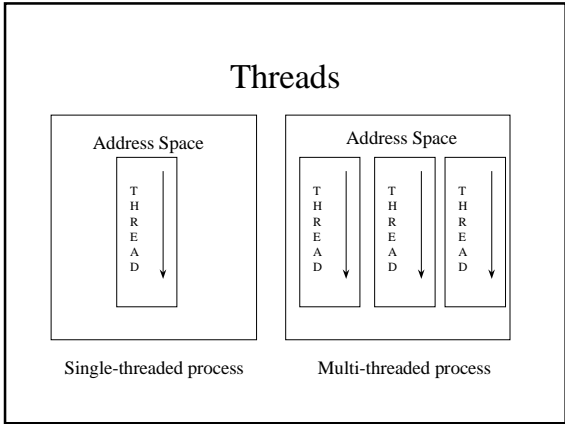 Threads
Address Space
THREAD
Single-threaded process
Address Space
THREAD
THREAD
THREAD
Multi-threaded process